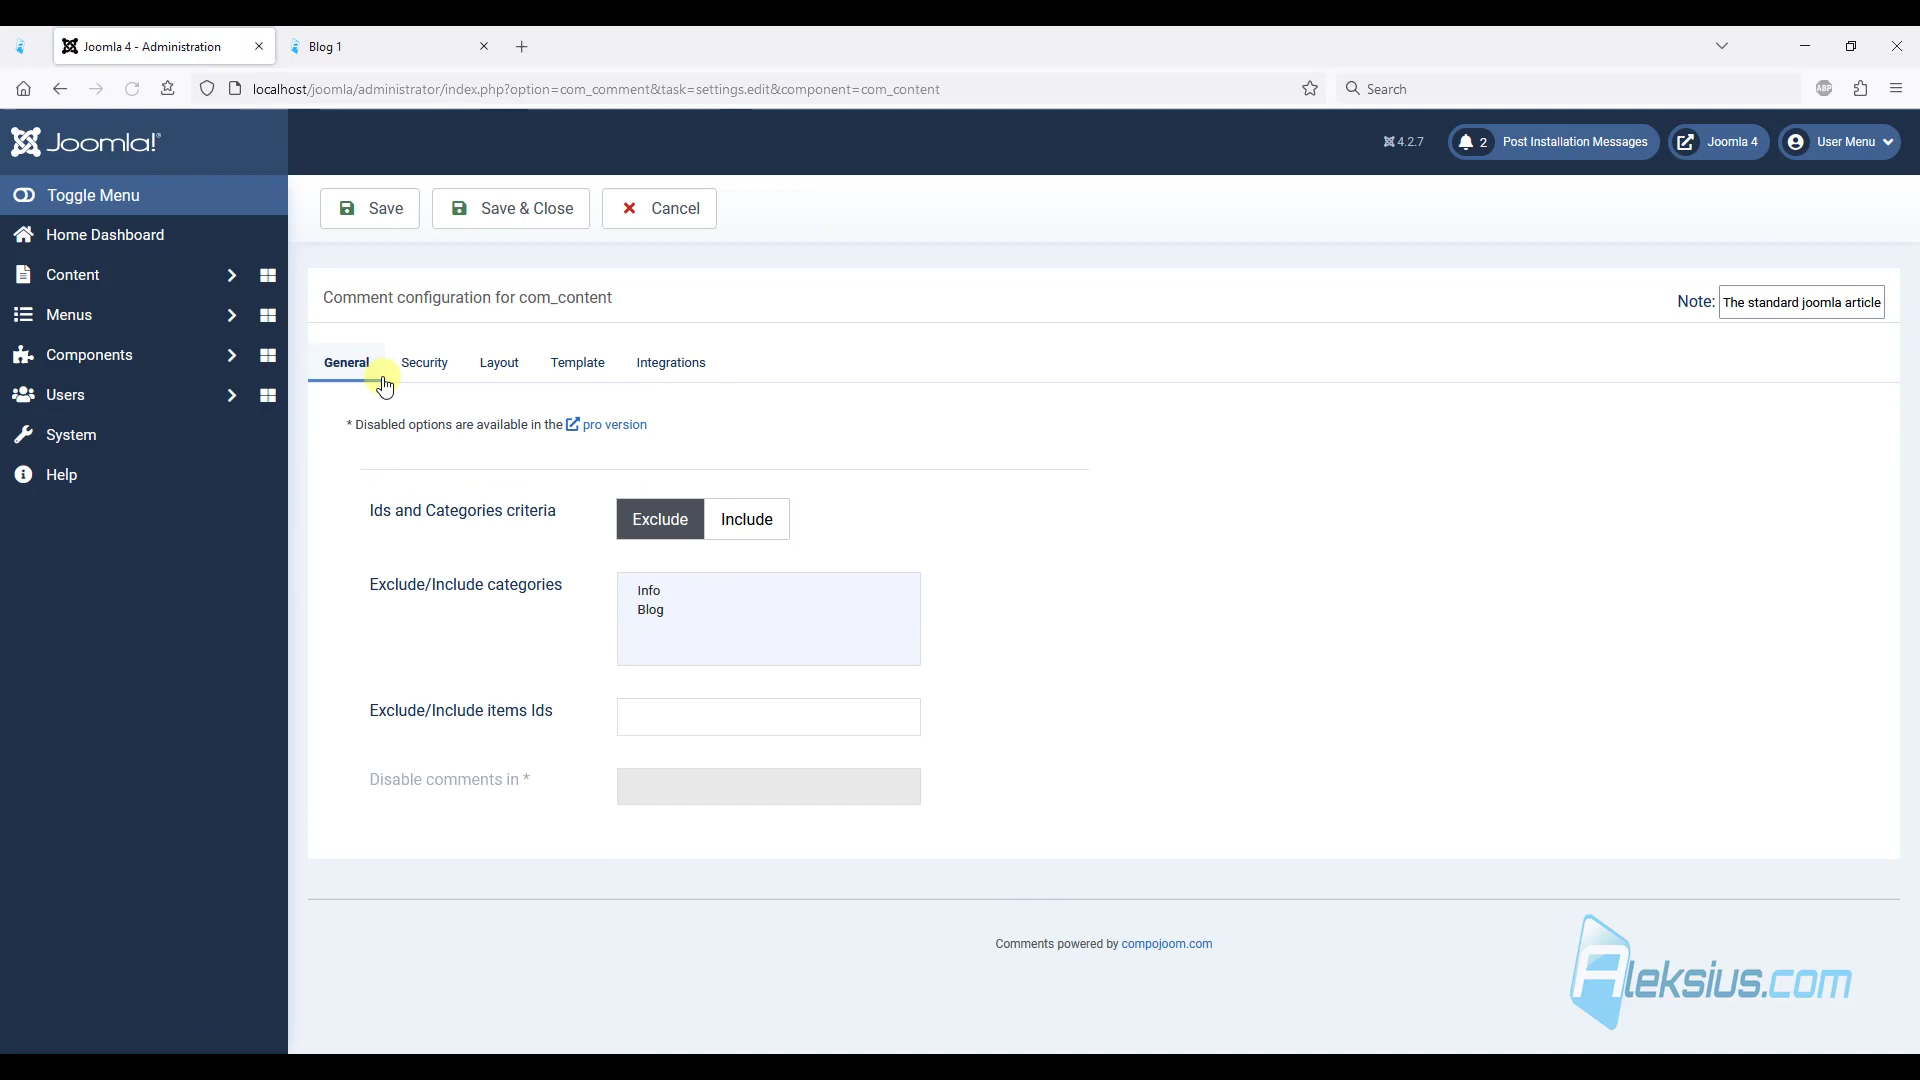 Joomla 4 - Administration
Blog 1
localhost/joomla/administrator/index.php?option=com_comment&task=settings.edit&component=com_content
Search
ABP
Joomla!®
4.2.7
2
Post Installation Messages
Joomla 4
User Menu
Toggle Menu
Home Dashboard
Content
Menus
Components
Users
System
Help
Save
Save & Close
Cancel
Comment configuration for com_content
Note: The standard joomla article
General
Security
Layout
Template
Integrations
* Disabled options are available in the pro version
Ids and Categories criteria
Exclude
Include
Exclude/Include categories
Info
Blog
Exclude/Include items Ids
Disable comments in *
Comments powered by compojoom.com
Aleksius.com